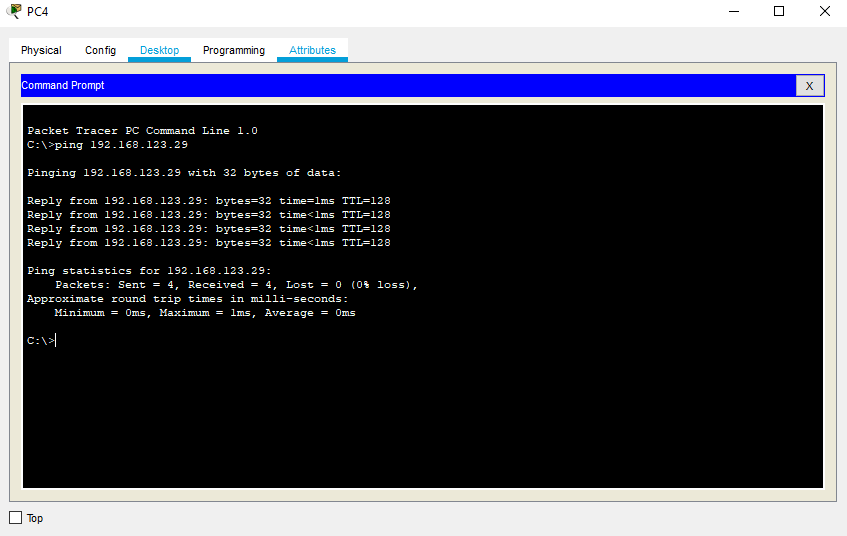 PC4
Physical Config Desktop Programming Attributes
Command Prompt X
Packet Tracer PC Command Line 1.0
C:\>ping 192.168.123.29
Pinging 192.168.123.29 with 32 bytes of data:
Reply from 192.168.123.29: bytes=32 time=1ms TTL=128
Reply from 192.168.123.29: bytes=32 time<1ms TTL=128
Reply from 192.168.123.29: bytes=32 time<1ms TTL=128
Reply from 192.168.123.29: bytes=32 time<1ms TTL=128
Ping statistics for 192.168.123.29:
Packets: Sent = 4, Received = 4, Lost = 0 (0% loss),
Approximate round trip times in milli-seconds:
Minimum = 0ms, Maximum = 1ms, Average = 0ms
C:\>
Top